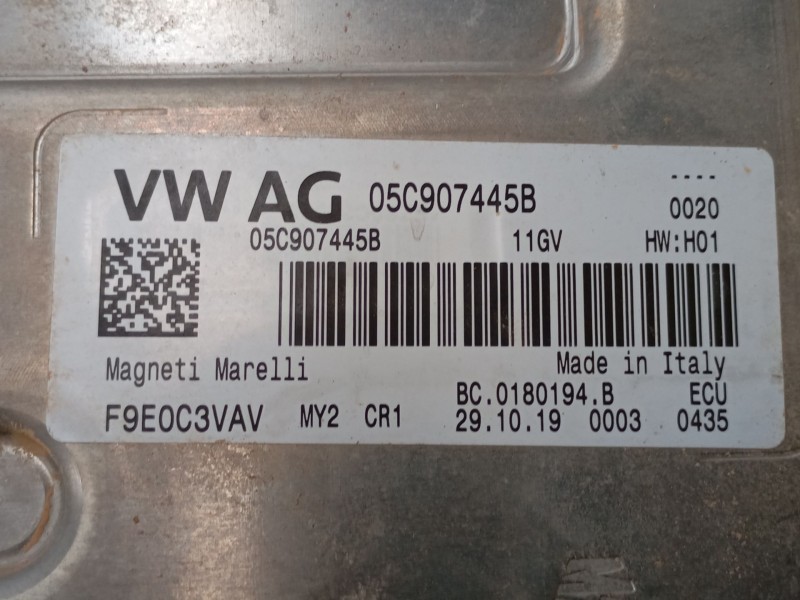 VW AG 05C907445B ----
0020
05C907445B 11GV HW:H01
Magneti Marelli Made in Italy
BC.0180194.B ECU
F9E0C3VAV MY2 CR1 29.10.19 0003 0435